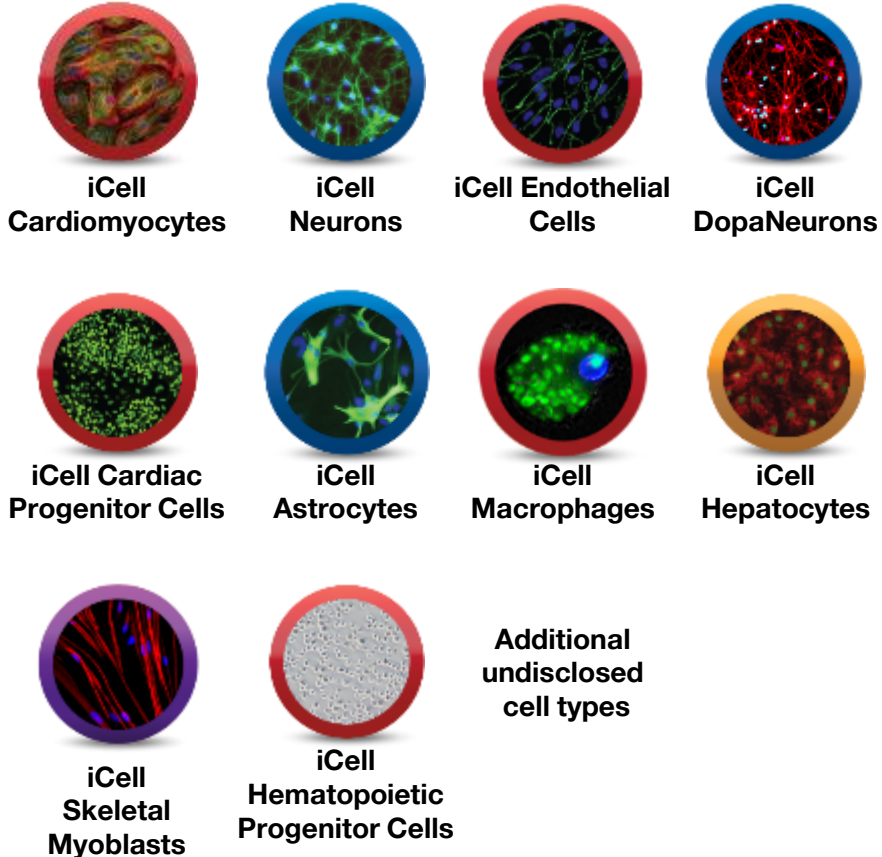 iCell
Cardiomyocytes
iCell
Neurons
iCell Endothelial
Cells
iCell
DopaNeurons
iCell Cardiac
Progenitor Cells
iCell
Astrocytes
iCell
Macrophages
iCell
Hepatocytes
iCell
Skeletal
Myoblasts
iCell
Hematopoietic
Progenitor Cells
Additional
undisclosed
cell types